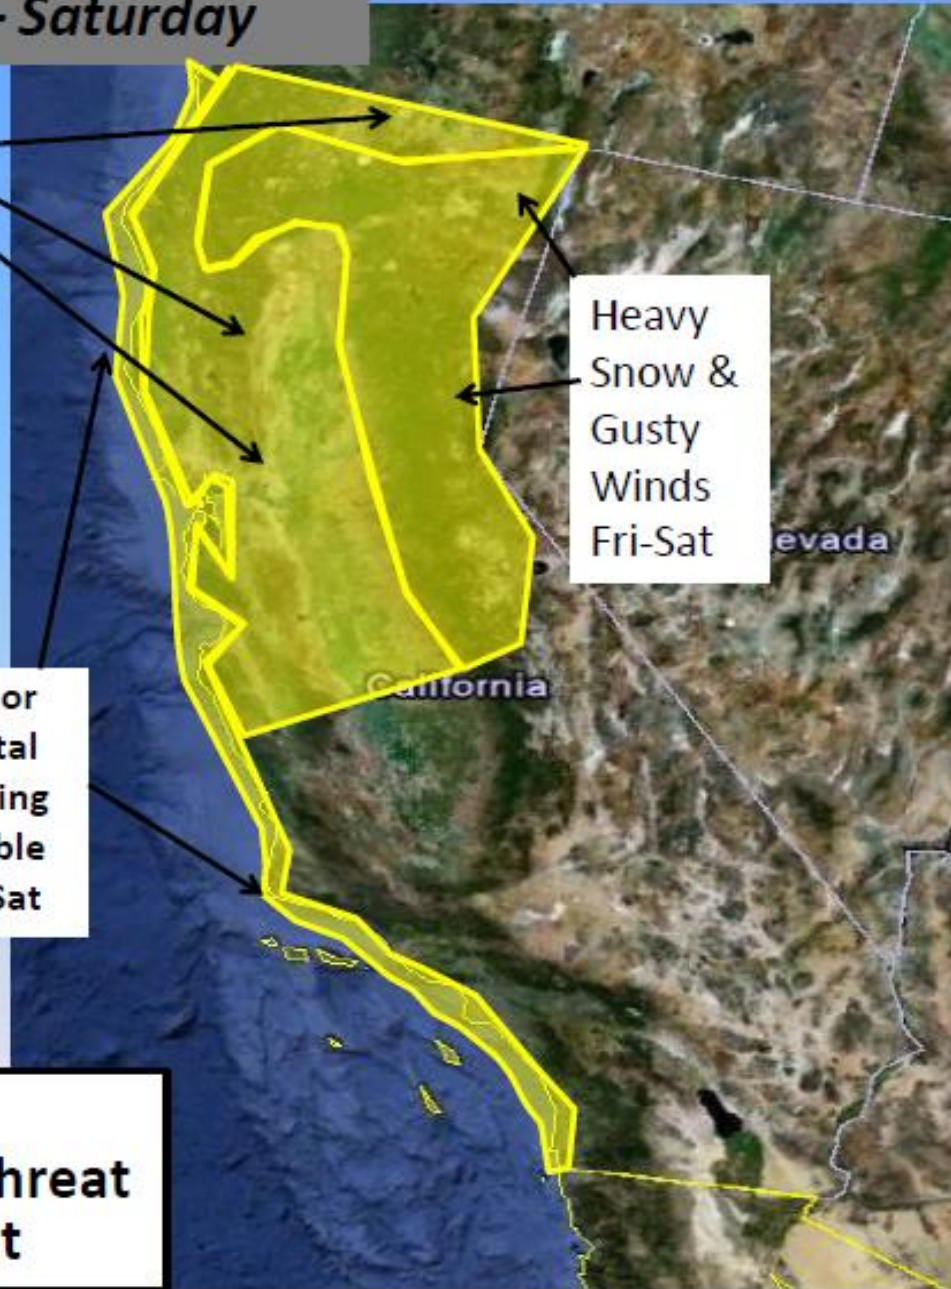 - Saturday
Heavy
Snow &
Gusty
Winds
Fri-Sat
evada
California
or
tal
ing
ble
Sat
hreat
t